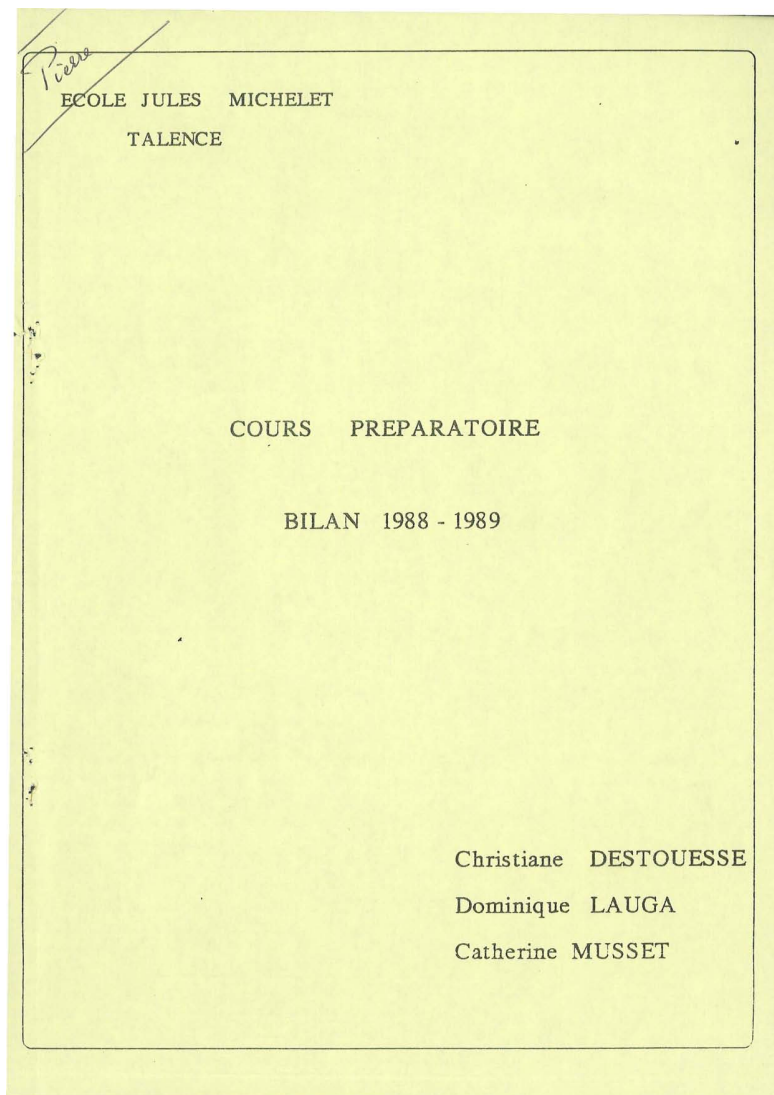 Pierre
ECOLE JULES MICHELET
TALENCE
COURS PREPARATOIRE
BILAN 1988 - 1989
Christiane DESTOUESSE
Dominique LAUGA
Catherine MUSSET